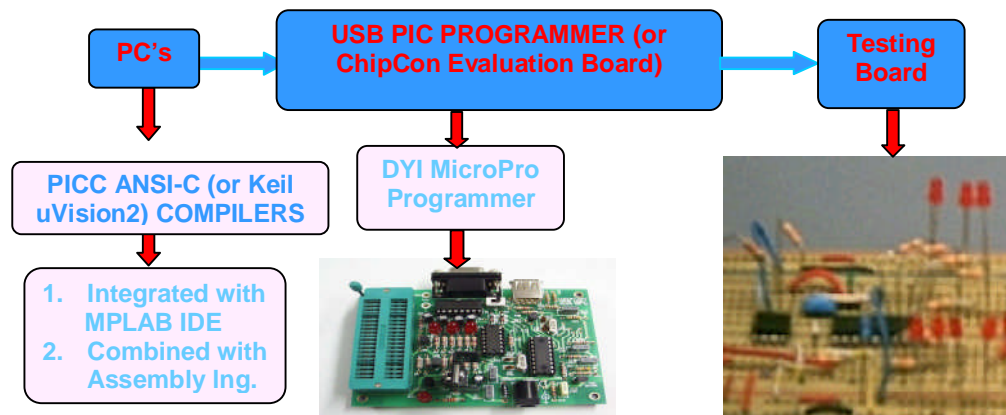 PC’s
USB PIC PROGRAMMER (or
ChipCon Evaluation Board)
Testing
Board
PICC ANSI-C (or Keil
uVision2) COMPILERS
DYI MicroPro
Programmer
1. Integrated with
MPLAB IDE
2. Combined with
Assembly Ing.